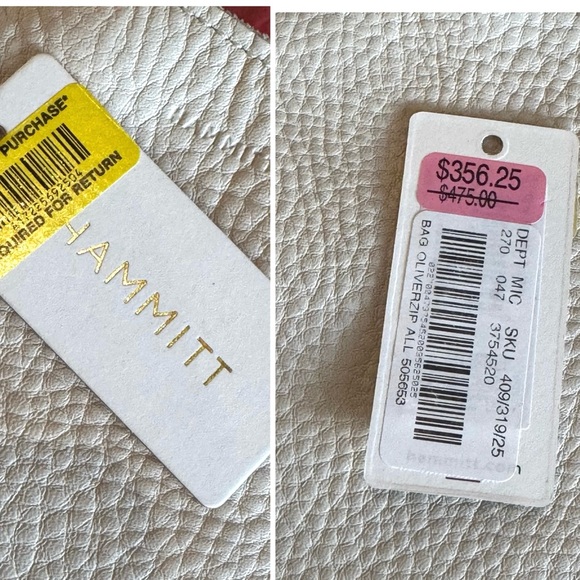 PURCHASE*
QUIRED FOR RETURN
HAMMITT
$356.25
$475.00
DEPT MIC SKU 409/319/25
270 047 3754520
BAG OLIVERZIP ALL 505653
hammitt.com